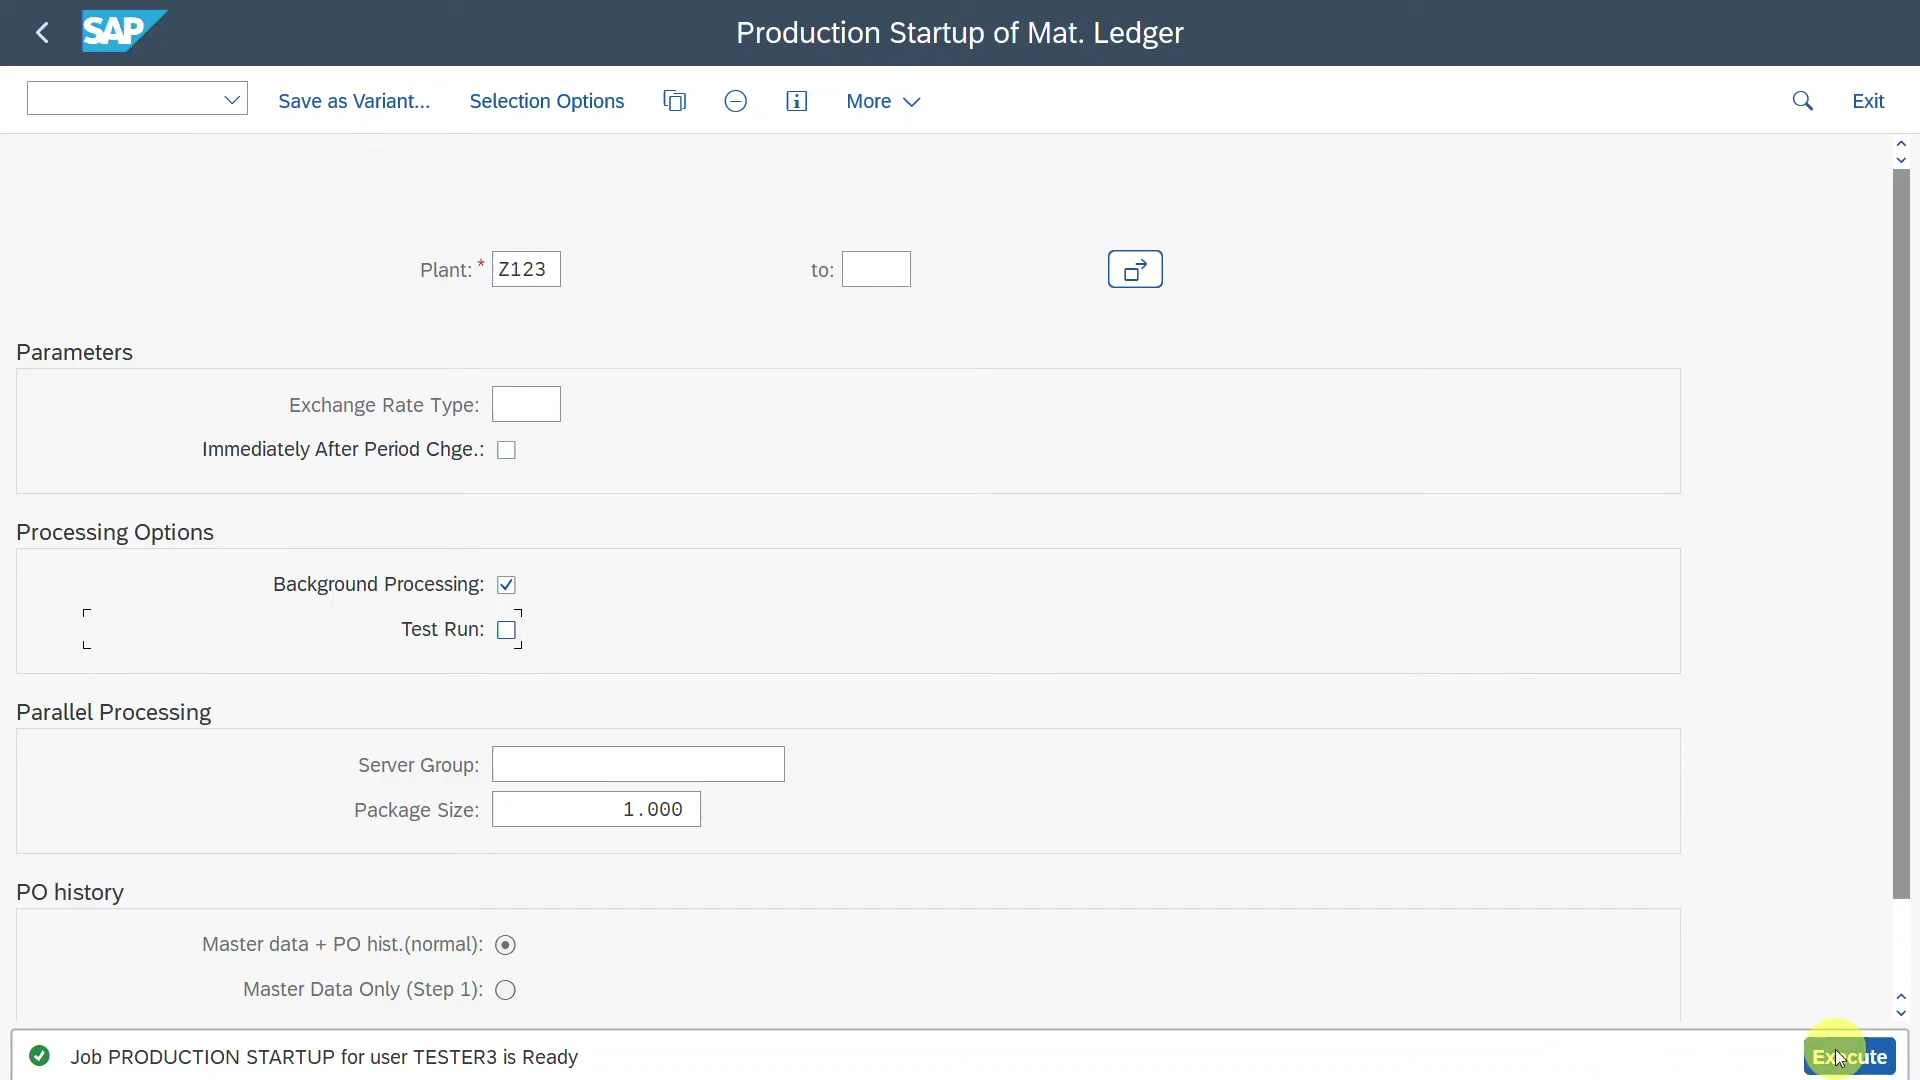 SAP
Production Startup of Mat. Ledger
Save as Variant... Selection Options More Exit
Plant: * Z123 to:
Parameters
Exchange Rate Type:
Immediately After Period Chge.:
Processing Options
Background Processing:
Test Run:
Parallel Processing
Server Group:
Package Size: 1.000
PO history
Master data + PO hist.(normal):
Master Data Only (Step 1):
Job PRODUCTION STARTUP for user TESTER3 is Ready Execute